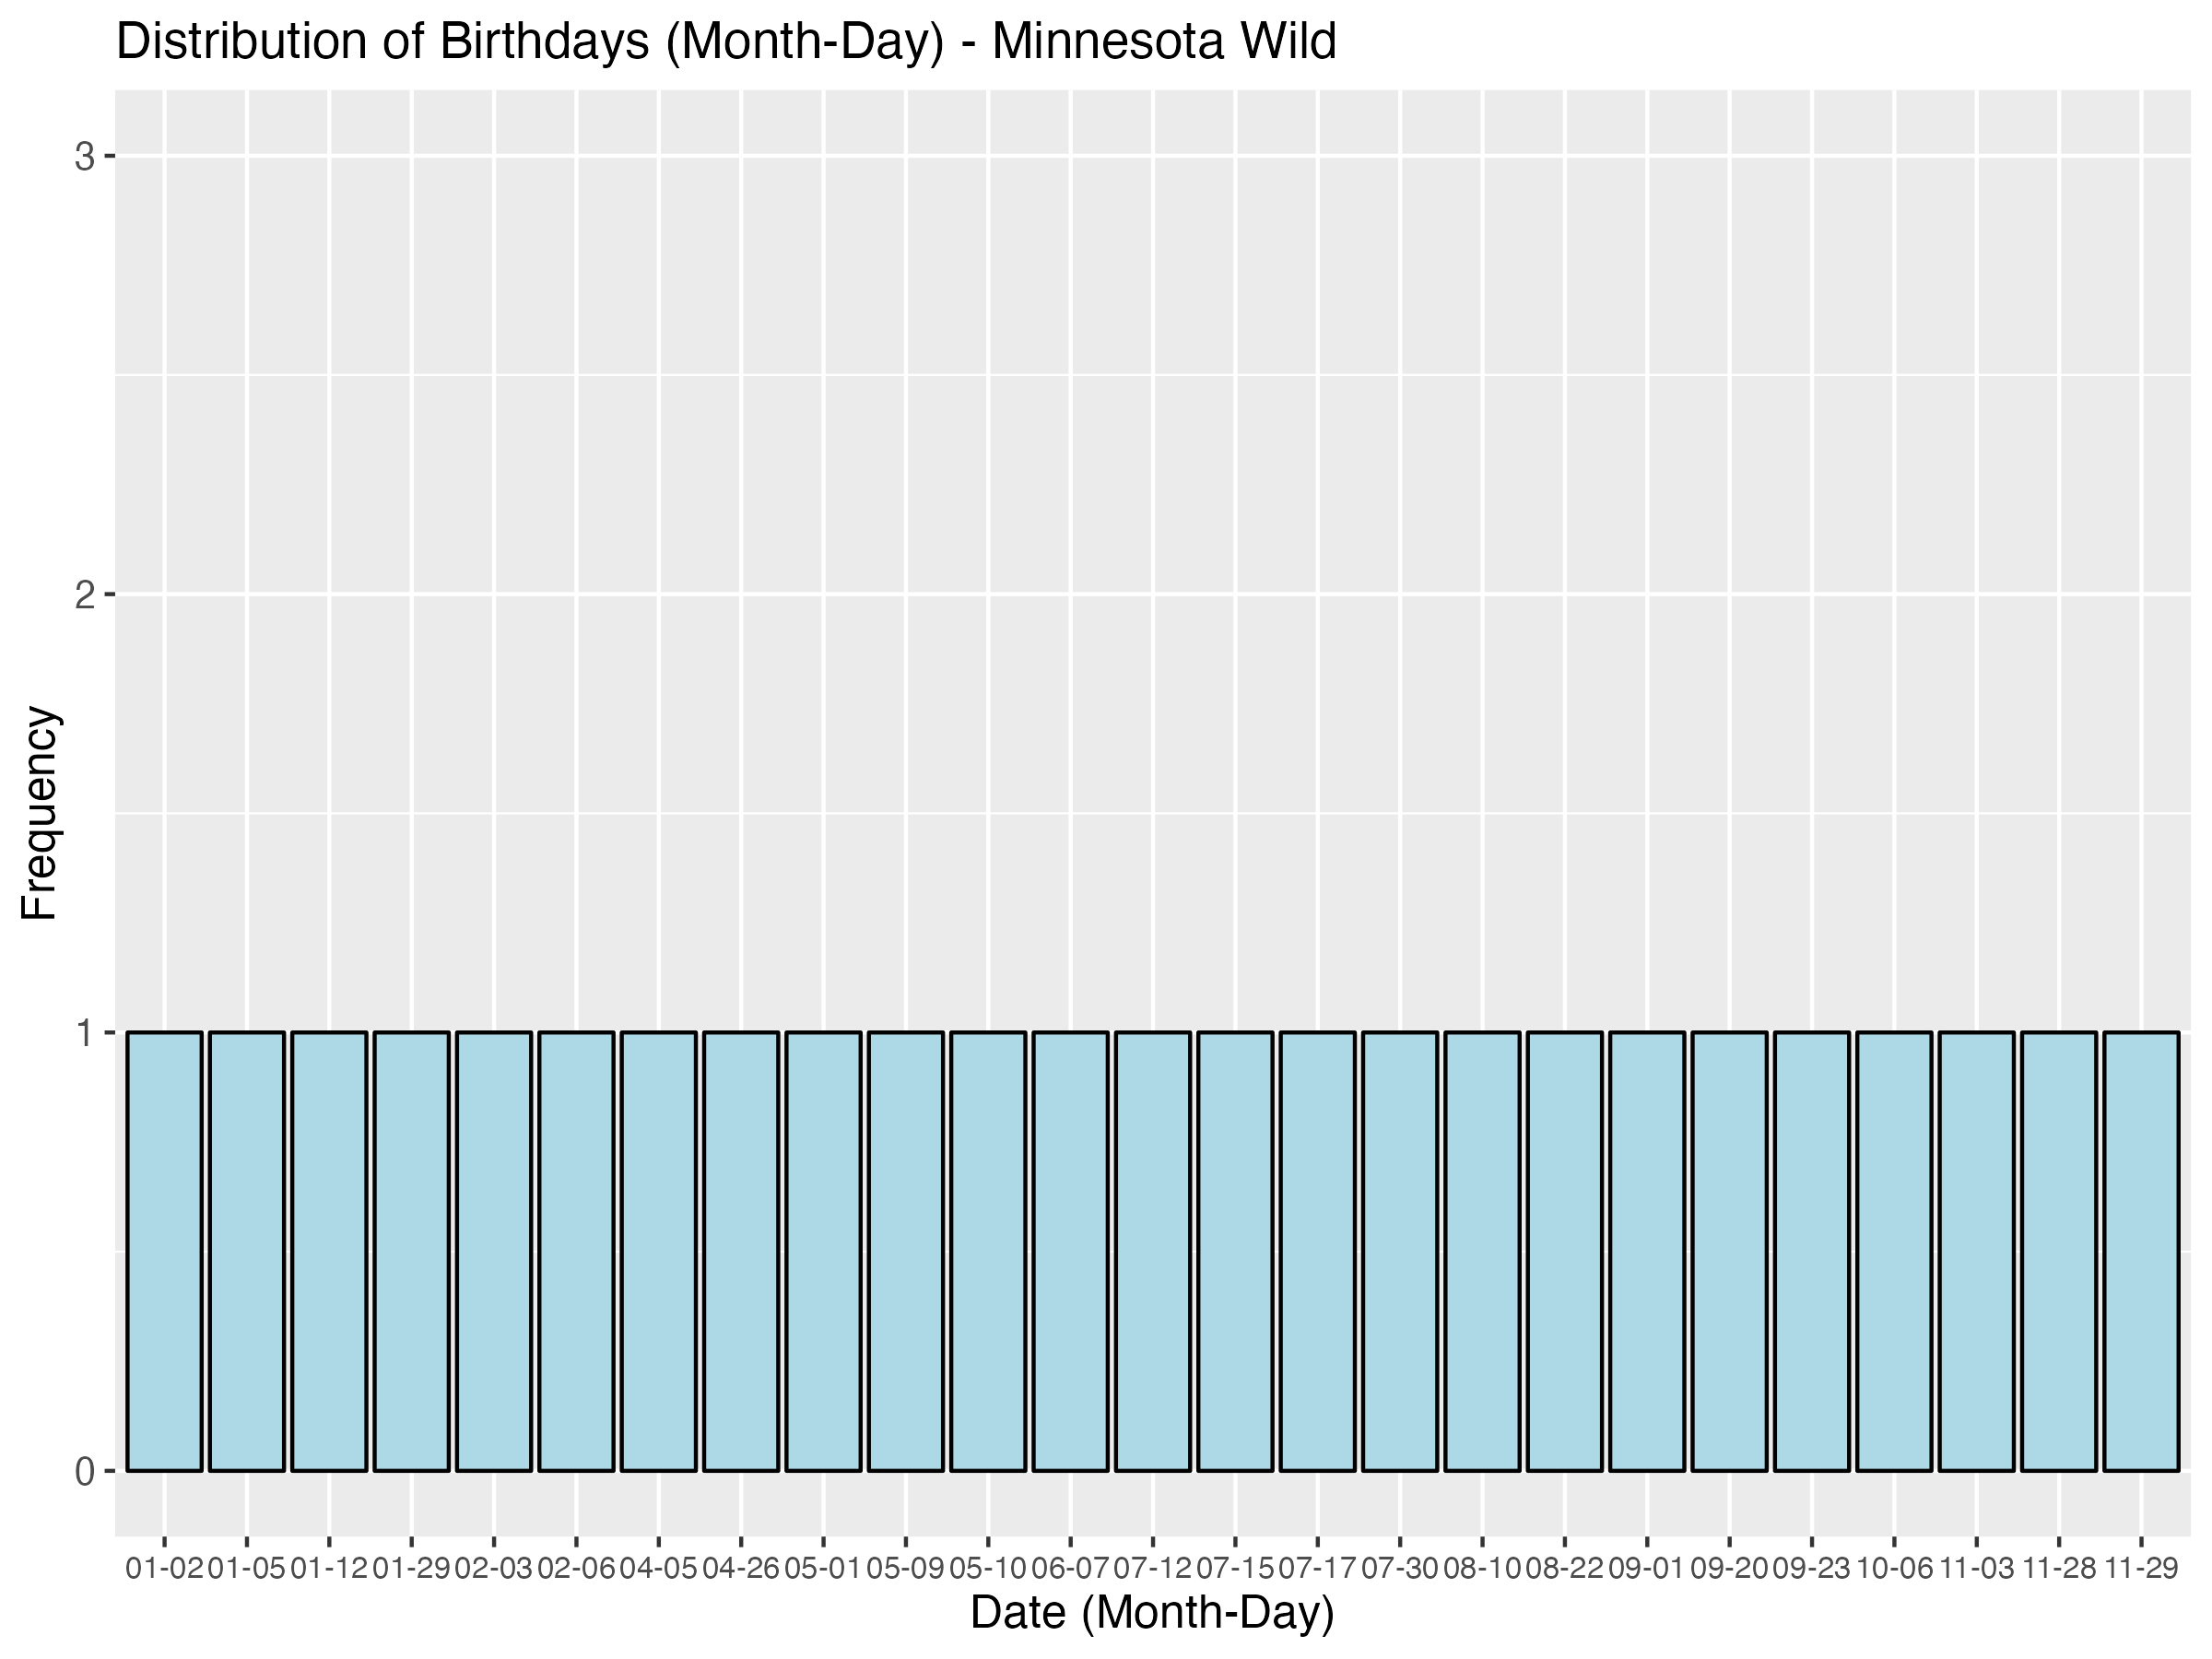 Distribution of Birthdays (Month-Day) - Minnesota Wild
3
2
1
0
Frequency
01-02 01-05 01-12 01-29 02-03 02-06 04-05 04-26 05-01 05-09 05-10 06-07 07-12 07-15 07-17 07-30 08-10 08-22 09-01 09-20 09-23 10-06 11-03 11-28 11-29
Date (Month-Day)